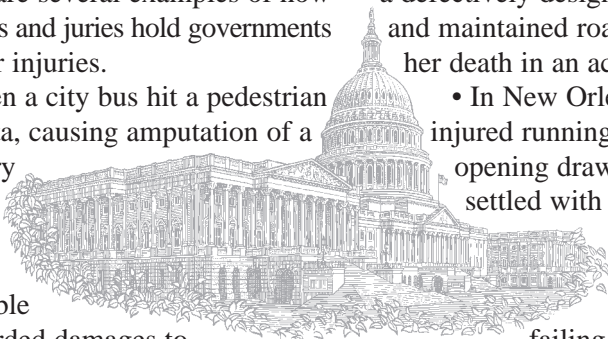 are several examples of how
s and juries hold governments
r injuries.
en a city bus hit a pedestrian
a, causing amputation of a
ry
ble
rded damages to
a defectively design
and maintained roa
her death in an ac
• In New Orle
injured running
opening draw
settled with
failing